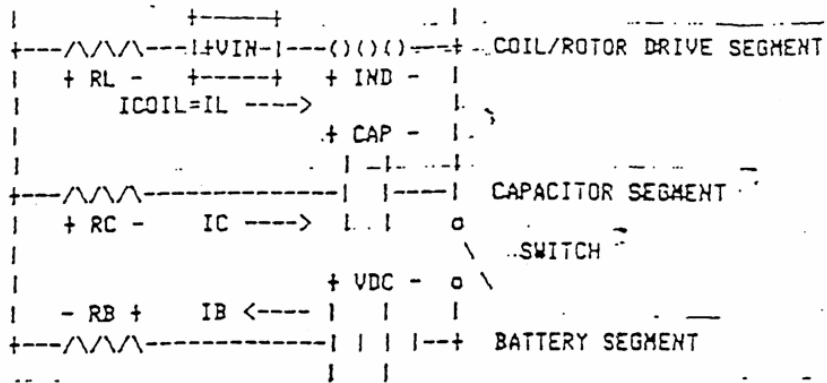 +VIN- COIL/ROTOR DRIVE SEGMENT
+ RL - + IND -
ICOIL=IL ---->
+ CAP -
CAPACITOR SEGMENT
+ RC - IC ---->
SWITCH
+ VDC -
- RB + IB <----
BATTERY SEGMENT